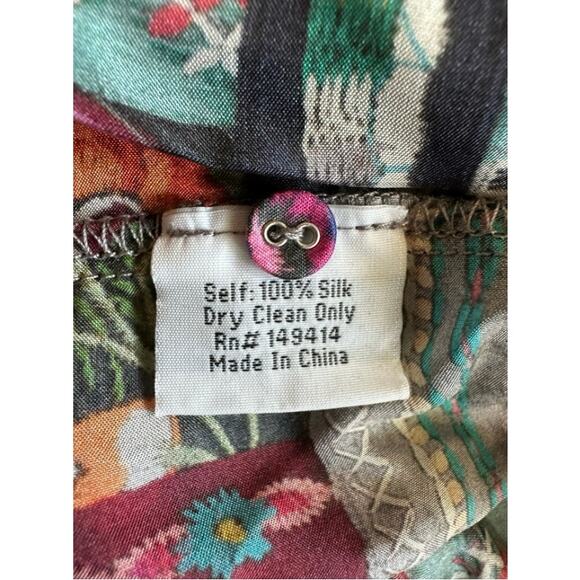 Self: 100% Silk
Dry Clean Only
Rn# 149414
Made In China